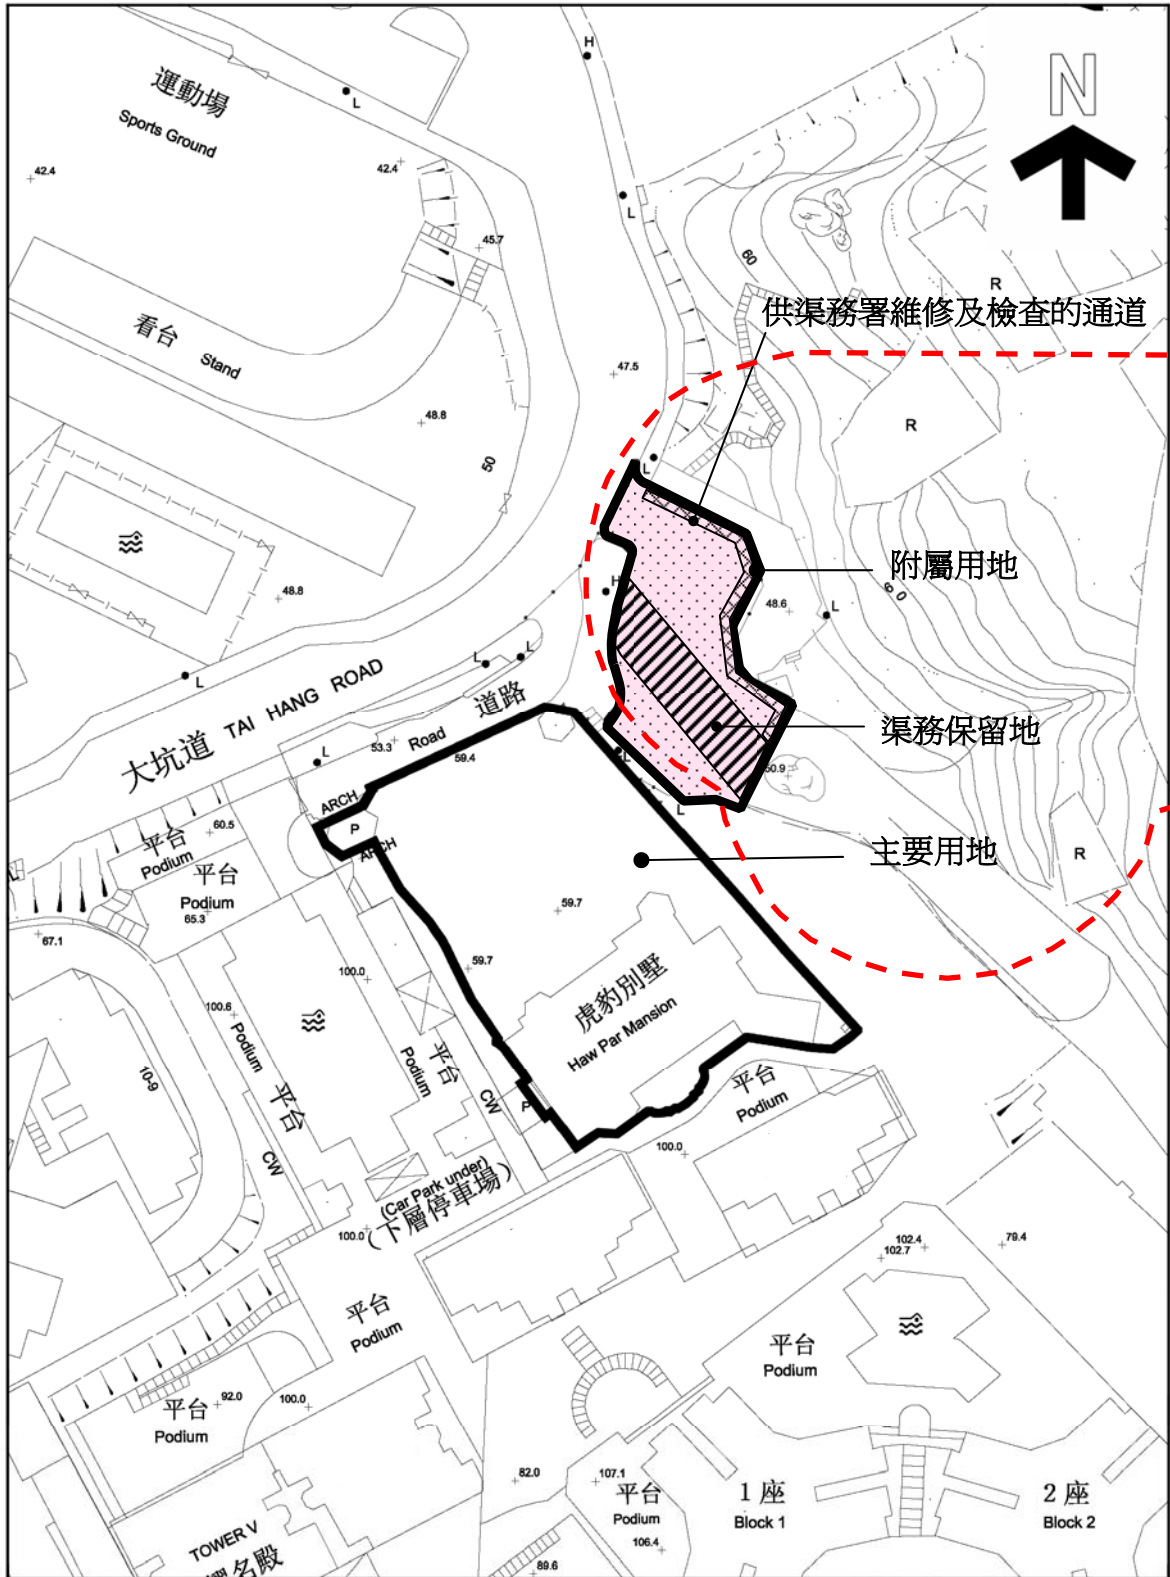 H
運動場
Sports Ground
L
N
42.4
42.4
L
45.7
60
R
供渠務署維修及檢查的通道
看台
Stand
47.5
48.8
R
50
L
附屬用地
H
48.8
48.6
L
60
L
L
L
大坑道 TAI HANG ROAD
道路
Road
53.3
L
59.4
渠務保留地
L
50.9
ARCH
P
ARCH
L
60.5
平台
Podium
平台
Podium
65.3
主要用地
R
67.1
59.7
59.7
100.0
虎豹別墅
Haw Par Mansion
100.6
Podium
平台
Podium
平台
10-9
CW
P
平台
Podium
CW
100.0
(Car Park under)
(下層停車場)
100.0
102.4
102.7
79.4
平台
Podium
平台
Podium
平台
Podium
92.0
100.0
82.0
107.1
平台
Podium
106.4
1 座
Block 1
2 座
Block 2
TOWER V
名殿
89.6